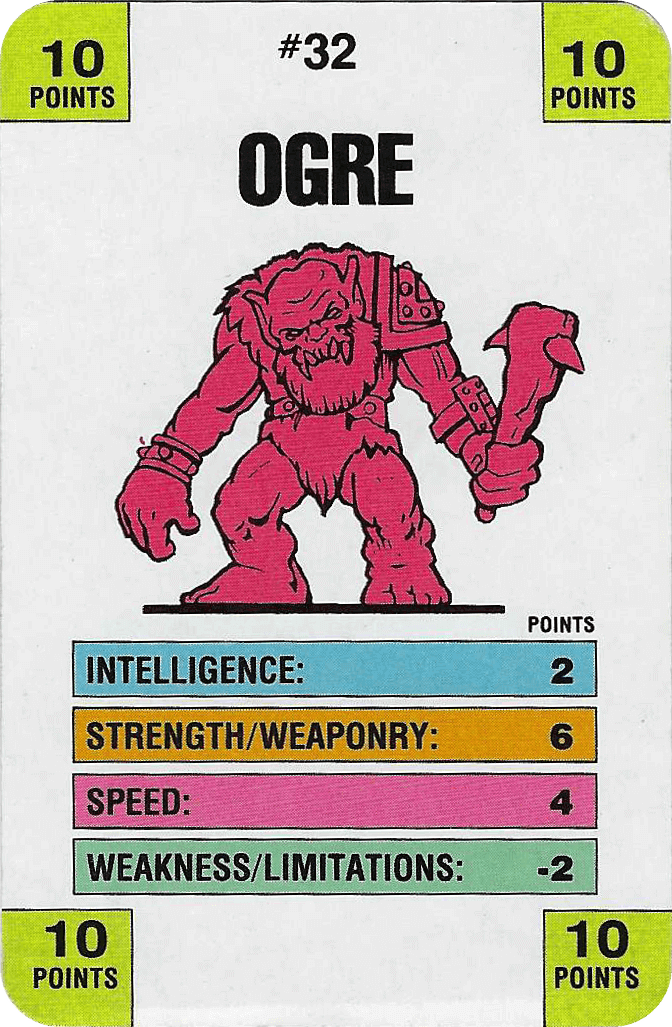 10 POINTS
#32
10 POINTS
OGRE
POINTS
INTELLIGENCE: 2
STRENGTH/WEAPONRY: 6
SPEED: 4
WEAKNESS/LIMITATIONS: -2
10 POINTS
10 POINTS